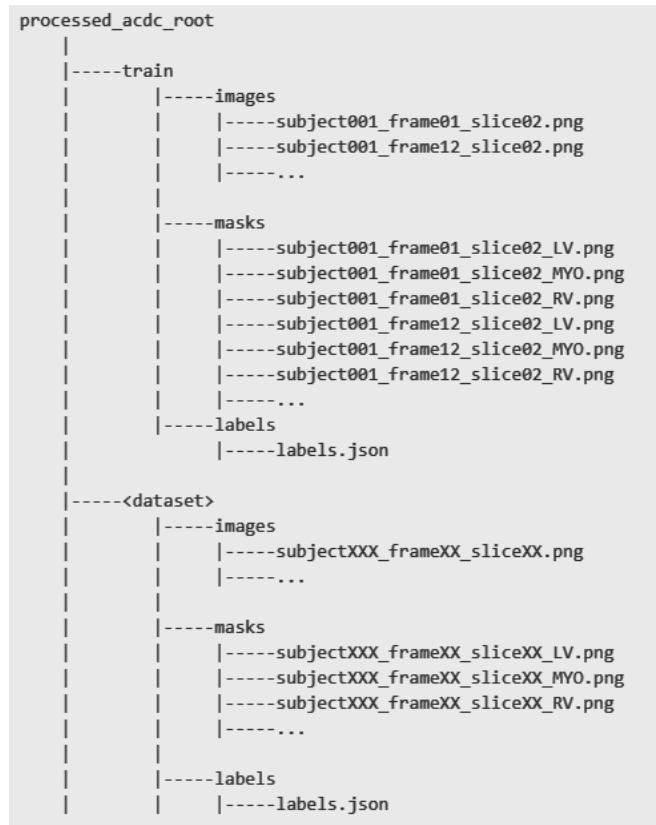 processed_acdc_root
    |
    |-----train
    |       |-----images
    |       |     |-----subject001_frame01_slice02.png
    |       |     |-----subject001_frame12_slice02.png
    |       |     |-----...
    |       |
    |       |-----masks
    |       |     |-----subject001_frame01_slice02_LV.png
    |       |     |-----subject001_frame01_slice02_MYO.png
    |       |     |-----subject001_frame01_slice02_RV.png
    |       |     |-----subject001_frame12_slice02_LV.png
    |       |     |-----subject001_frame12_slice02_MYO.png
    |       |     |-----subject001_frame12_slice02_RV.png
    |       |     |-----...
    |       |-----labels
    |             |-----labels.json
    |
    |-----<dataset>
    |       |-----images
    |       |     |-----subjectXXX_frameXX_sliceXX.png
    |       |     |-----...
    |       |
    |       |-----masks
    |       |     |-----subjectXXX_frameXX_sliceXX_LV.png
    |       |     |-----subjectXXX_frameXX_sliceXX_MYO.png
    |       |     |-----subjectXXX_frameXX_sliceXX_RV.png
    |       |     |-----...
    |       |
    |       |-----labels
    |       |     |-----labels.json